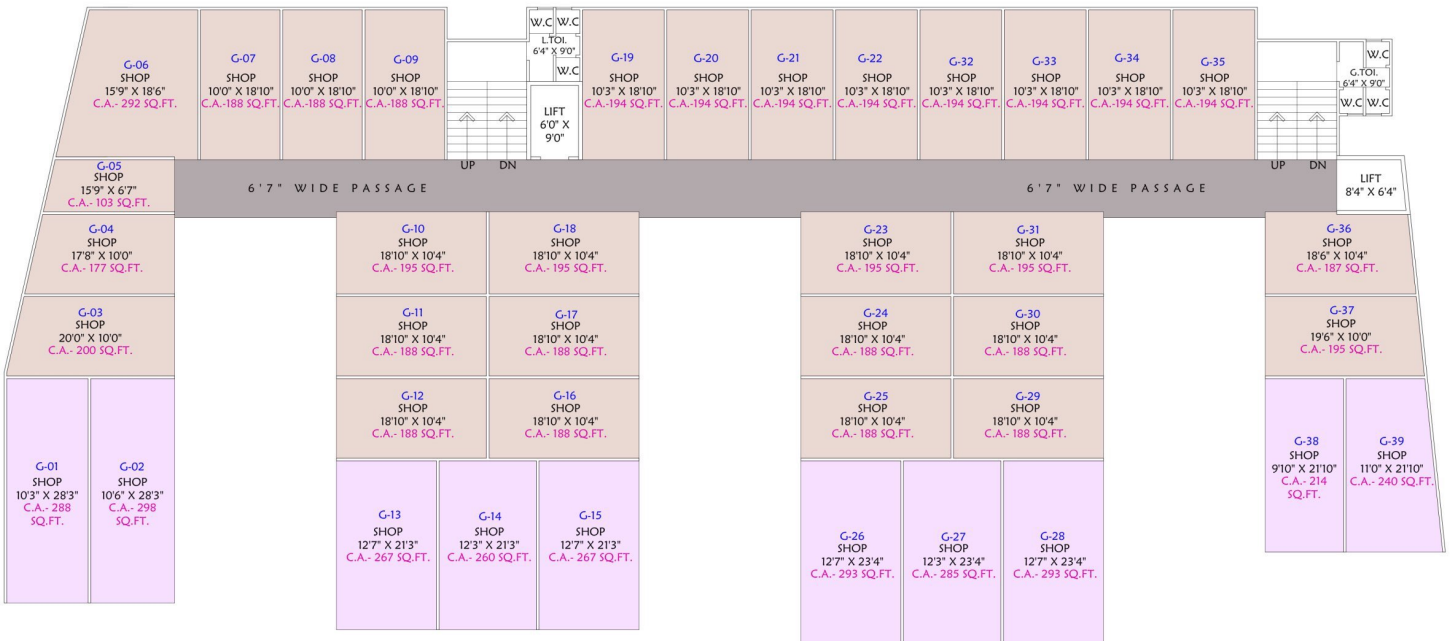 G-06
SHOP
15'9" X 18'6"
C.A.- 292 SQ.FT.
G-07
SHOP
10'0" X 18'10"
C.A.-188 SQ.FT.
G-08
SHOP
10'0" X 18'10"
C.A.-188 SQ.FT.
G-09
SHOP
10'0" X 18'10"
C.A.-188 SQ.FT.
UP
DN
W.C
W.C
L.TOI.
6'4" X 9'0"
W.C
LIFT
6'0" X
9'0"
G-19
SHOP
10'3" X 18'10"
C.A.-194 SQ.FT.
G-20
SHOP
10'3" X 18'10"
C.A.-194 SQ.FT.
G-21
SHOP
10'3" X 18'10"
C.A.-194 SQ.FT.
G-22
SHOP
10'3" X 18'10"
C.A.-194 SQ.FT.
G-32
SHOP
10'3" X 18'10"
C.A.-194 SQ.FT.
G-33
SHOP
10'3" X 18'10"
C.A.-194 SQ.FT.
G-34
SHOP
10'3" X 18'10"
C.A.-194 SQ.FT.
G-35
SHOP
10'3" X 18'10"
C.A.-194 SQ.FT.
UP
DN
W.C
G.TOI.
6'4" X 9'0"
W.C
W.C
LIFT
8'4" X 6'4"
6'7" WIDE PASSAGE
6'7" WIDE PASSAGE
G-05
SHOP
15'9" X 6'7"
C.A.- 103 SQ.FT.
G-04
SHOP
17'8" X 10'0"
C.A.- 177 SQ.FT.
G-03
SHOP
20'0" X 10'0"
C.A.- 200 SQ.FT.
G-01
SHOP
10'3" X 28'3"
C.A.- 288
SQ.FT.
G-02
SHOP
10'6" X 28'3"
C.A.- 298
SQ.FT.
G-10
SHOP
18'10" X 10'4"
C.A.- 195 SQ.FT.
G-18
SHOP
18'10" X 10'4"
C.A.- 195 SQ.FT.
G-11
SHOP
18'10" X 10'4"
C.A.- 188 SQ.FT.
G-17
SHOP
18'10" X 10'4"
C.A.- 188 SQ.FT.
G-12
SHOP
18'10" X 10'4"
C.A.- 188 SQ.FT.
G-16
SHOP
18'10" X 10'4"
C.A.- 188 SQ.FT.
G-13
SHOP
12'7" X 21'3"
C.A.- 267 SQ.FT.
G-14
SHOP
12'3" X 21'3"
C.A.- 260 SQ.FT.
G-15
SHOP
12'7" X 21'3"
C.A.- 267 SQ.FT.
G-23
SHOP
18'10" X 10'4"
C.A.- 195 SQ.FT.
G-31
SHOP
18'10" X 10'4"
C.A.- 195 SQ.FT.
G-24
SHOP
18'10" X 10'4"
C.A.- 188 SQ.FT.
G-30
SHOP
18'10" X 10'4"
C.A.- 188 SQ.FT.
G-25
SHOP
18'10" X 10'4"
C.A.- 188 SQ.FT.
G-29
SHOP
18'10" X 10'4"
C.A.- 188 SQ.FT.
G-26
SHOP
12'7" X 23'4"
C.A.- 293 SQ.FT.
G-27
SHOP
12'3" X 23'4"
C.A.- 285 SQ.FT.
G-28
SHOP
12'7" X 23'4"
C.A.- 293 SQ.FT.
G-36
SHOP
18'6" X 10'4"
C.A.- 187 SQ.FT.
G-37
SHOP
19'6" X 10'0"
C.A.- 195 SQ.FT.
G-38
SHOP
9'10" X 21'10"
C.A.- 214
SQ.FT.
G-39
SHOP
11'0" X 21'10"
C.A.- 240 SQ.FT.